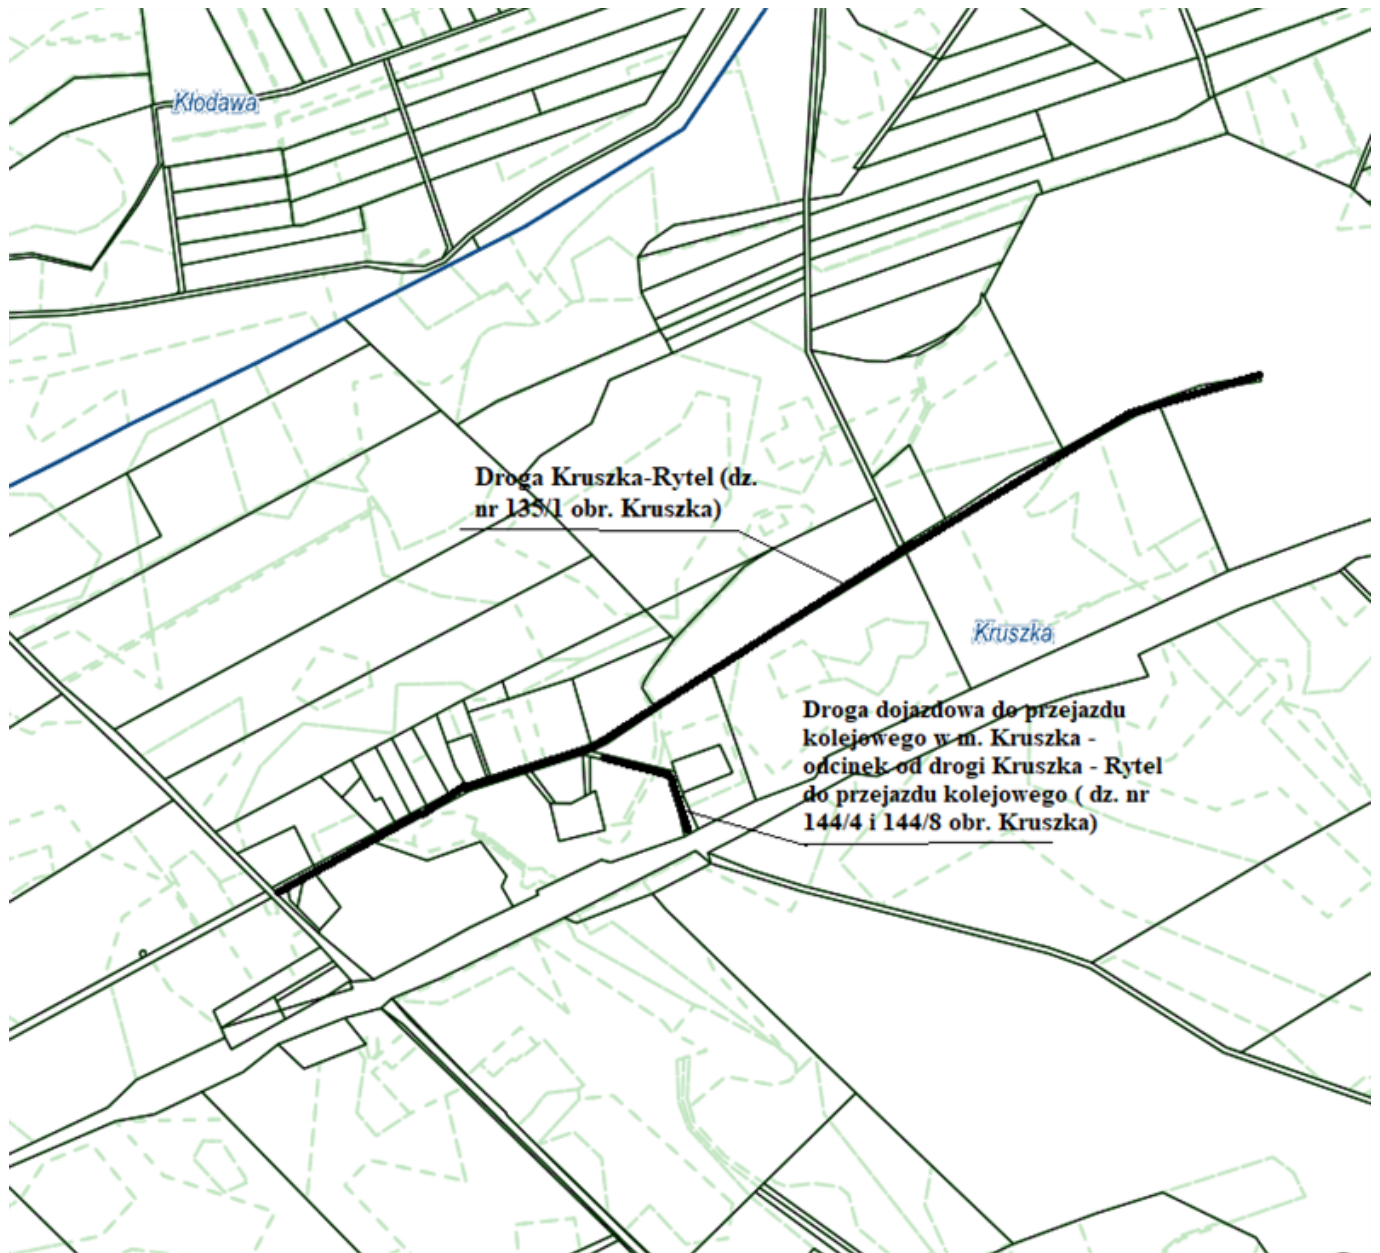 Kłodawa
Droga Kruszka-Rytel (dz.
nr 135/1 obr. Kruszka)
Kruszka
Droga dojazdowa do przejazdu
kolejowego w m. Kruszka -
odcinek od drogi Kruszka - Rytel
do przejazdu kolejowego ( dz. nr
144/4 i 144/8 obr. Kruszka)